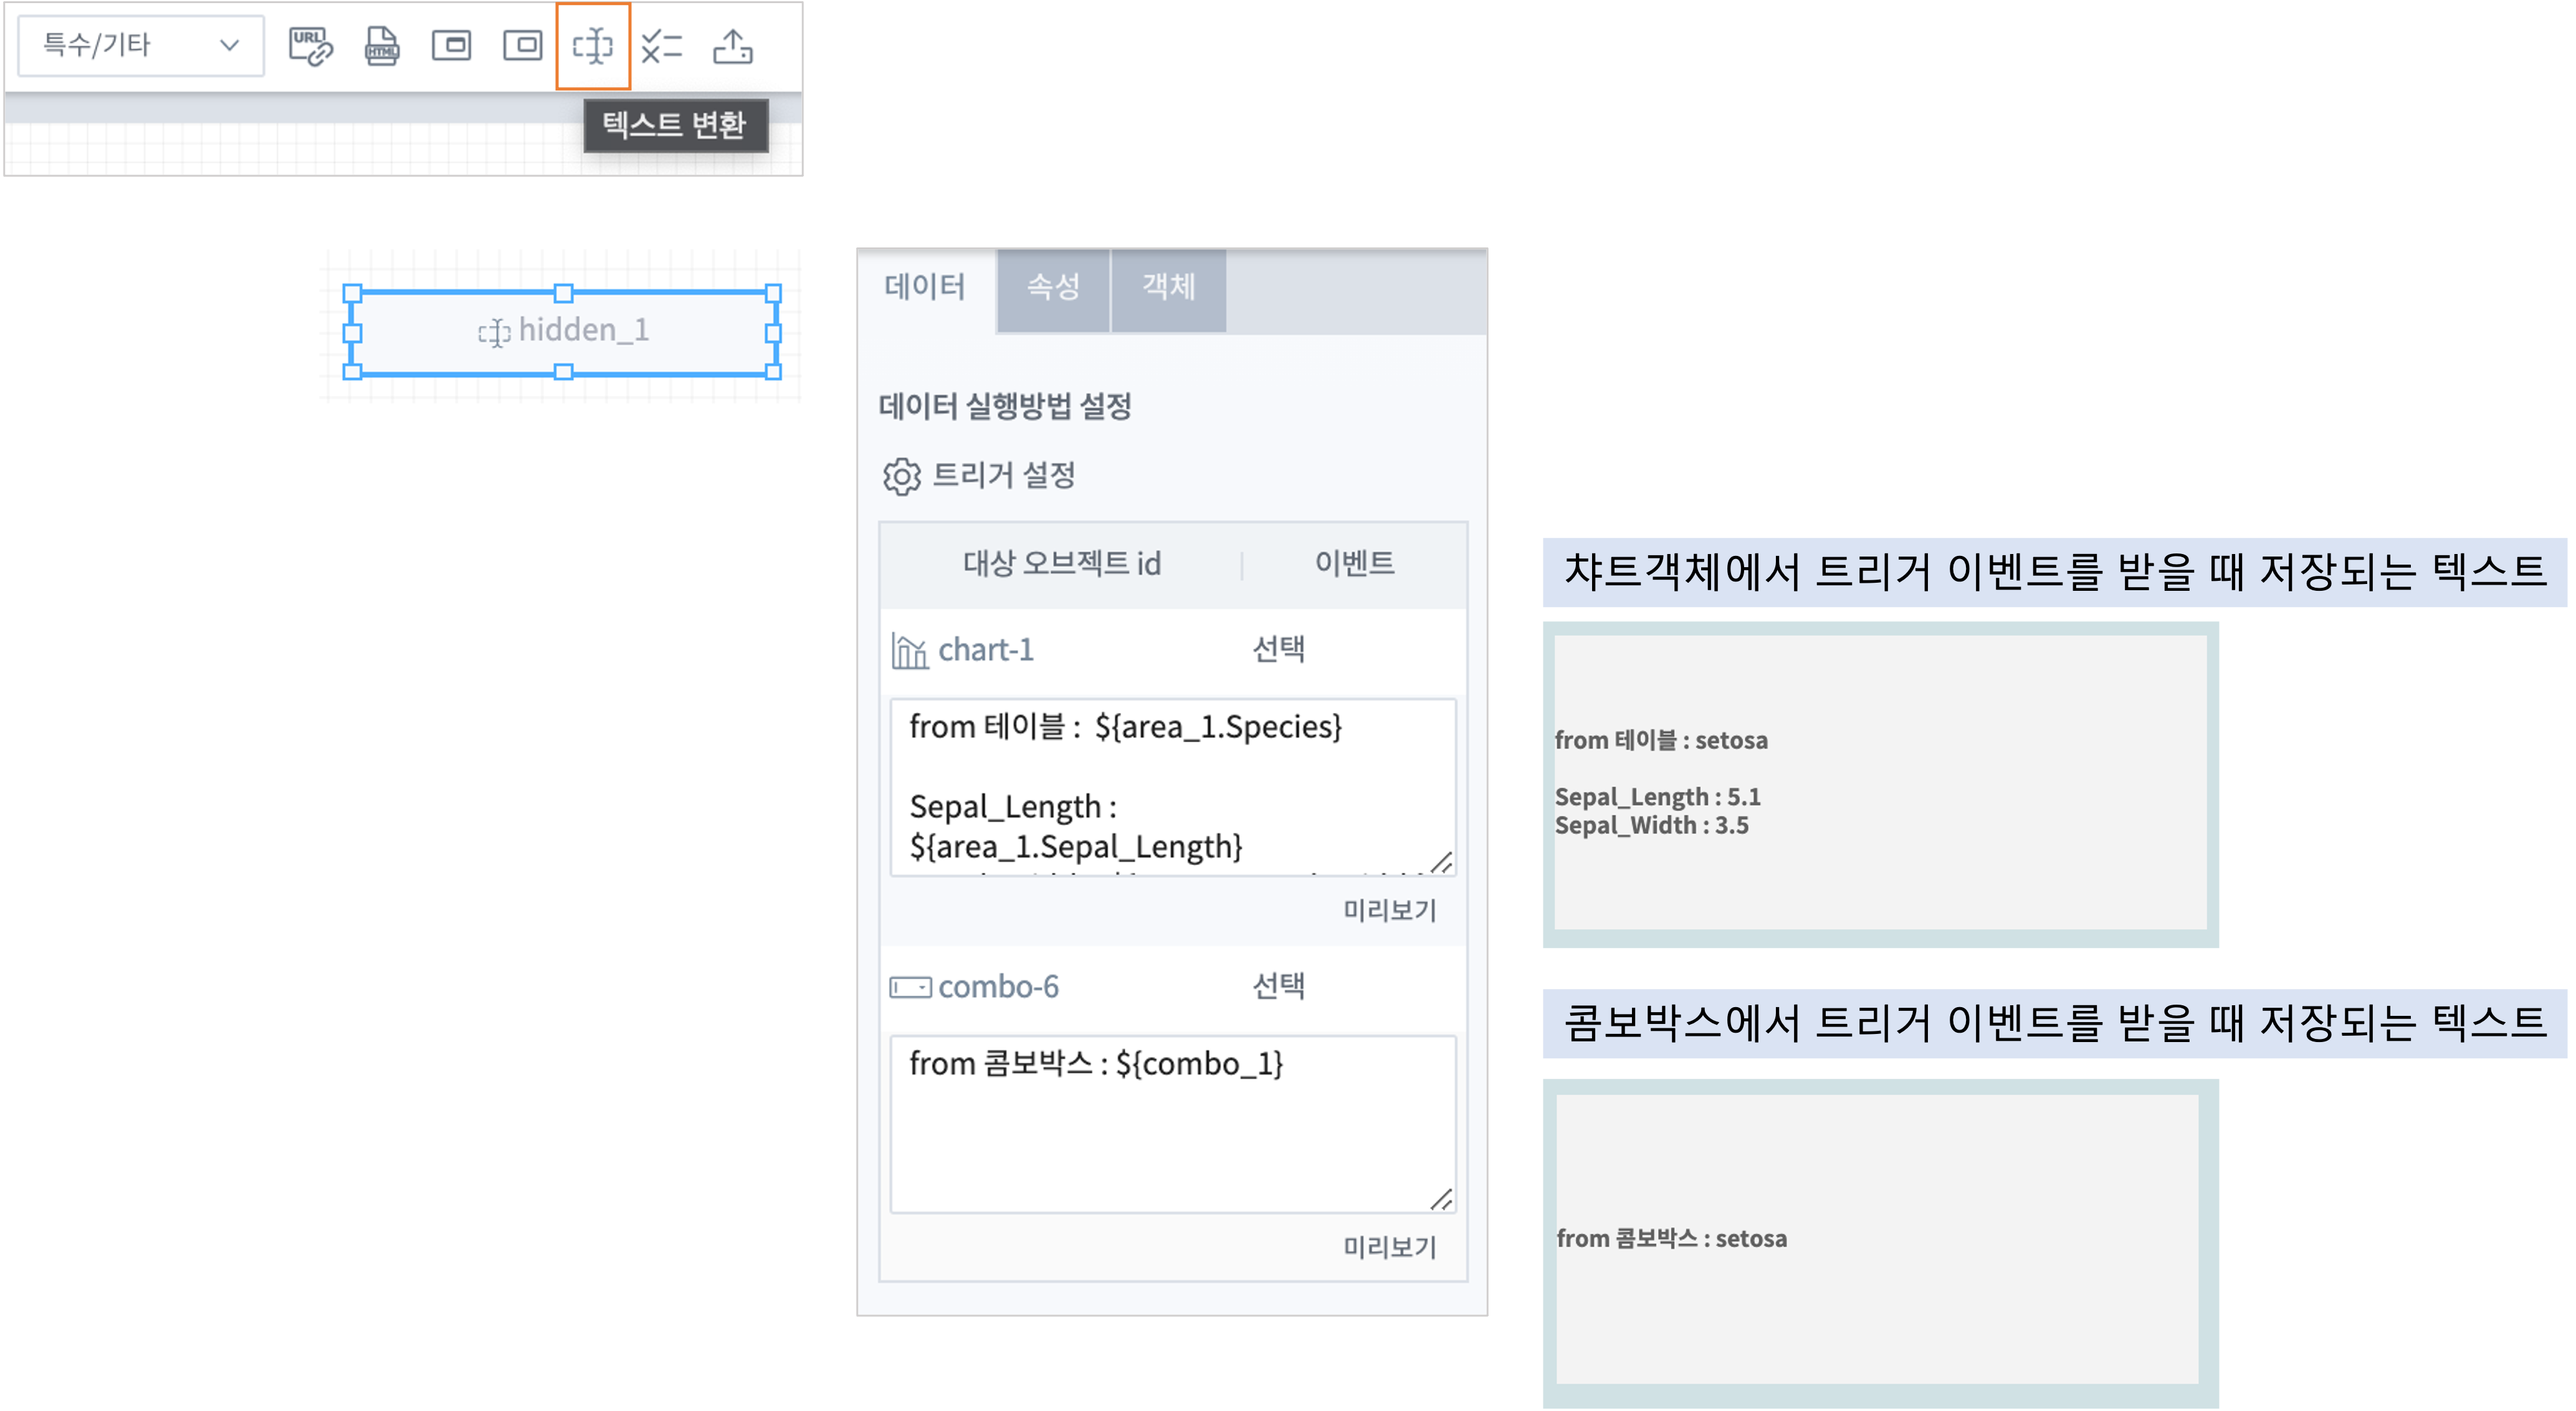 특수/기타
URL
HTML
텍스트 변환
hidden_1
데이터
속성
객체
데이터 실행방법 설정
트리거 설정
대상 오브젝트 id
이벤트
chart-1
선택
from 테이블 : ${area_1.Species}
Sepal_Length :
${area_1.Sepal_Length}
미리보기
combo-6
선택
from 콤보박스 : ${combo_1}
미리보기
챠트객체에서 트리거 이벤트를 받을 때 저장되는 텍스트
from 테이블 : setosa
Sepal_Length : 5.1
Sepal_Width : 3.5
콤보박스에서 트리거 이벤트를 받을 때 저장되는 텍스트
from 콤보박스 : setosa